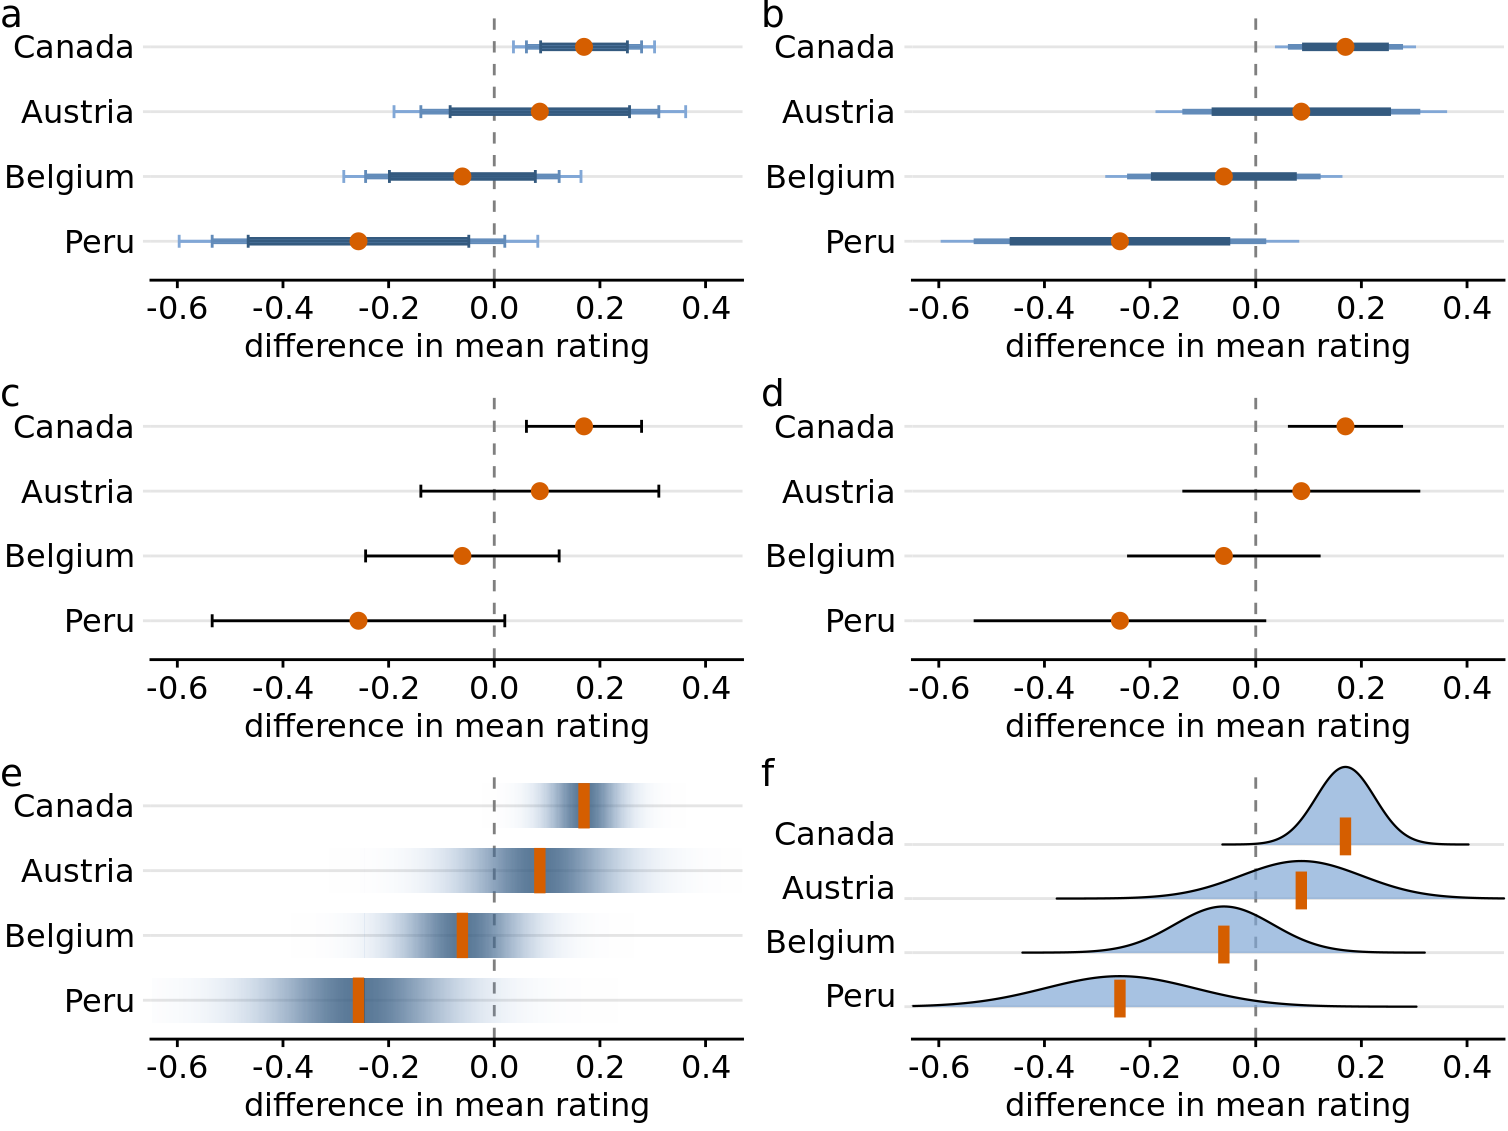 a
Canada
Austria
Belgium
Peru
-0.6 -0.4 -0.2 0.0 0.2 0.4
difference in mean rating
b
Canada
Austria
Belgium
Peru
-0.6 -0.4 -0.2 0.0 0.2 0.4
difference in mean rating
c
Canada
Austria
Belgium
Peru
-0.6 -0.4 -0.2 0.0 0.2 0.4
difference in mean rating
d
Canada
Austria
Belgium
Peru
-0.6 -0.4 -0.2 0.0 0.2 0.4
difference in mean rating
e
Canada
Austria
Belgium
Peru
-0.6 -0.4 -0.2 0.0 0.2 0.4
difference in mean rating
f
Canada
Austria
Belgium
Peru
-0.6 -0.4 -0.2 0.0 0.2 0.4
difference in mean rating